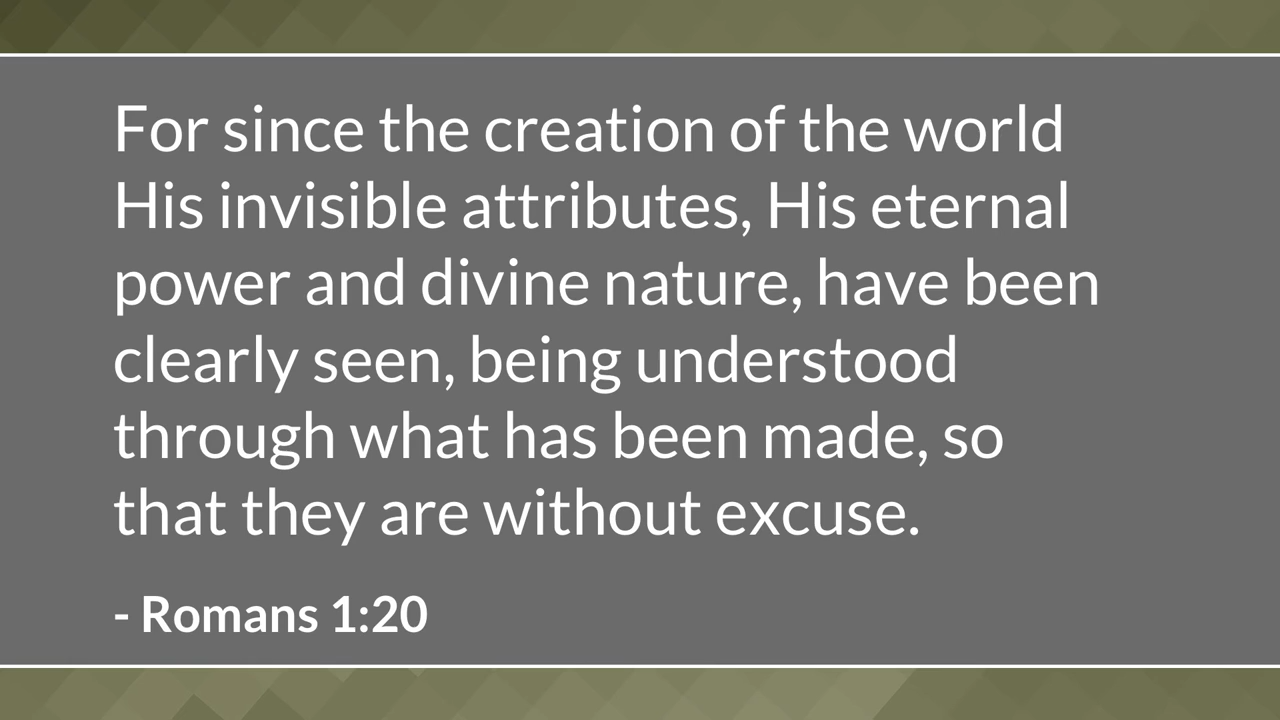 For since the creation of the world
His invisible attributes, His eternal
power and divine nature, have been
clearly seen, being understood
through what has been made, so
that they are without excuse.
- Romans 1:20